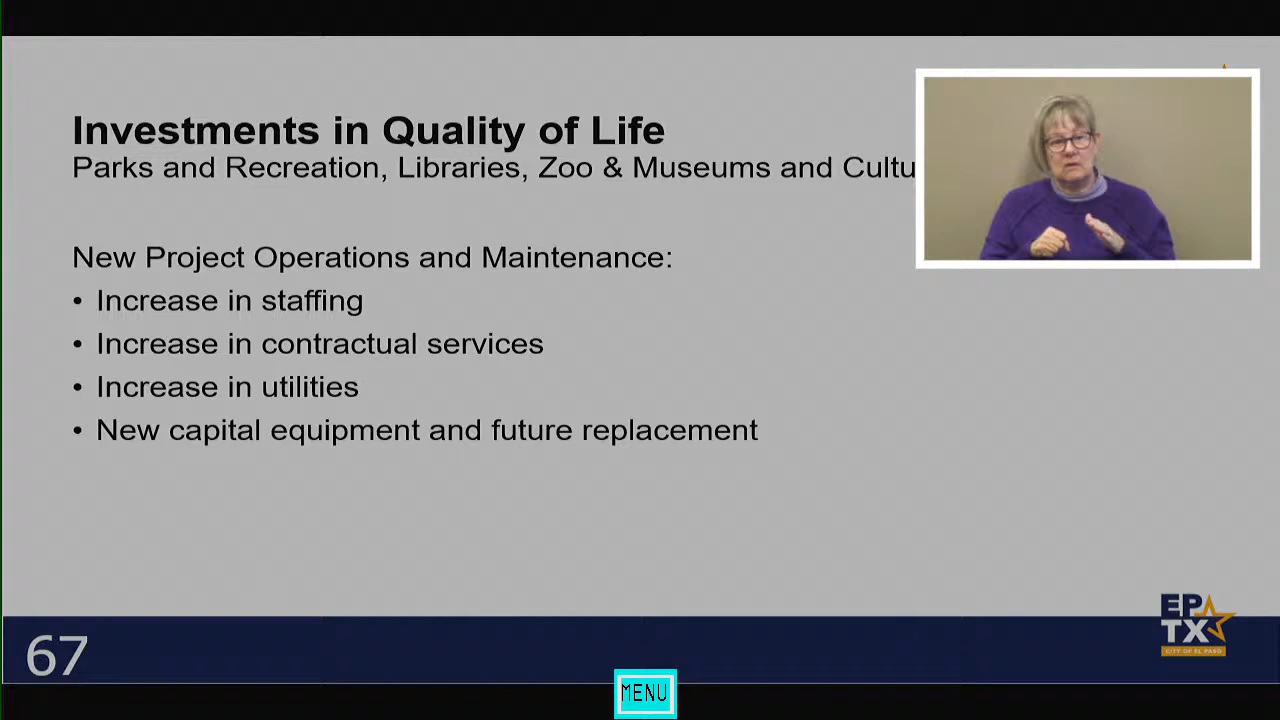 Investments in Quality of Life
Parks and Recreation, Libraries, Zoo & Museums and Cultu
New Project Operations and Maintenance:
• Increase in staffing
• Increase in contractual services
• Increase in utilities
• New capital equipment and future replacement
EP
TX
CITY OF EL PASO
67
MENU